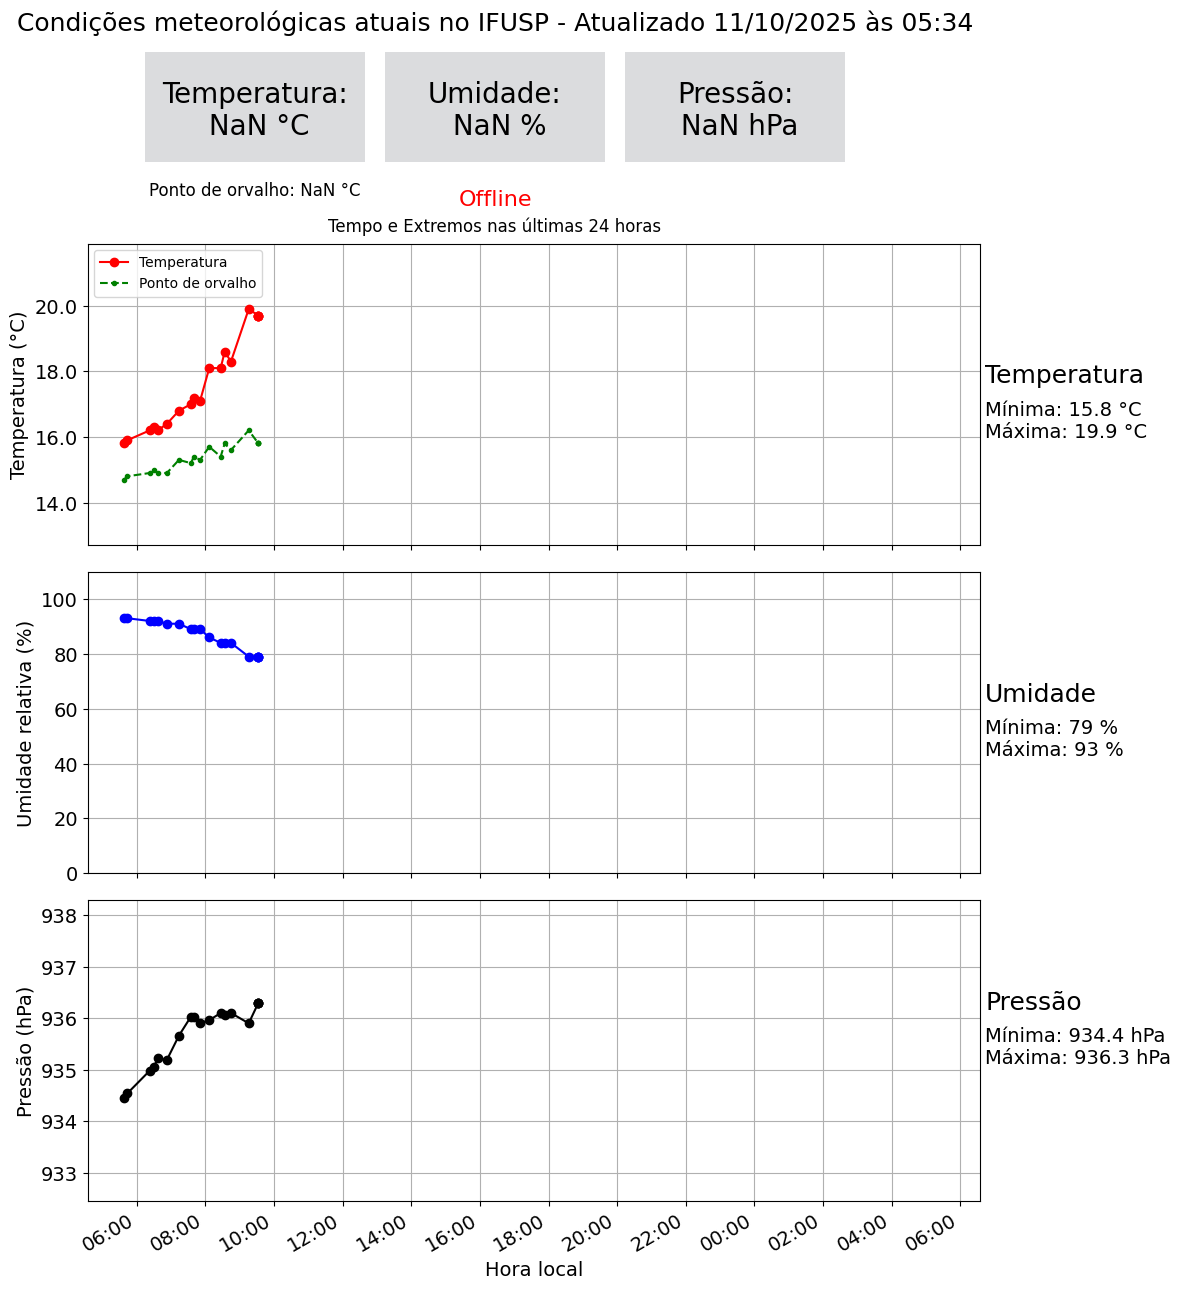 Condições meteorológicas atuais no IFUSP - Atualizado 11/10/2025 às 05:34
Temperatura:
NaN °C
Umidade:
NaN %
Pressão:
NaN hPa
Ponto de orvalho: NaN °C
Offline
Tempo e Extremos nas últimas 24 horas
Temperatura
Ponto de orvalho
Temperatura (°C)
20.0
18.0
16.0
14.0
Temperatura
Mínima: 15.8 °C
Máxima: 19.9 °C
Umidade relativa (%)
100
80
60
40
20
0
Umidade
Mínima: 79 %
Máxima: 93 %
Pressão (hPa)
938
937
936
935
934
933
Pressão
Mínima: 934.4 hPa
Máxima: 936.3 hPa
06:00
08:00
10:00
12:00
14:00
16:00
18:00
20:00
22:00
00:00
02:00
04:00
06:00
Hora local